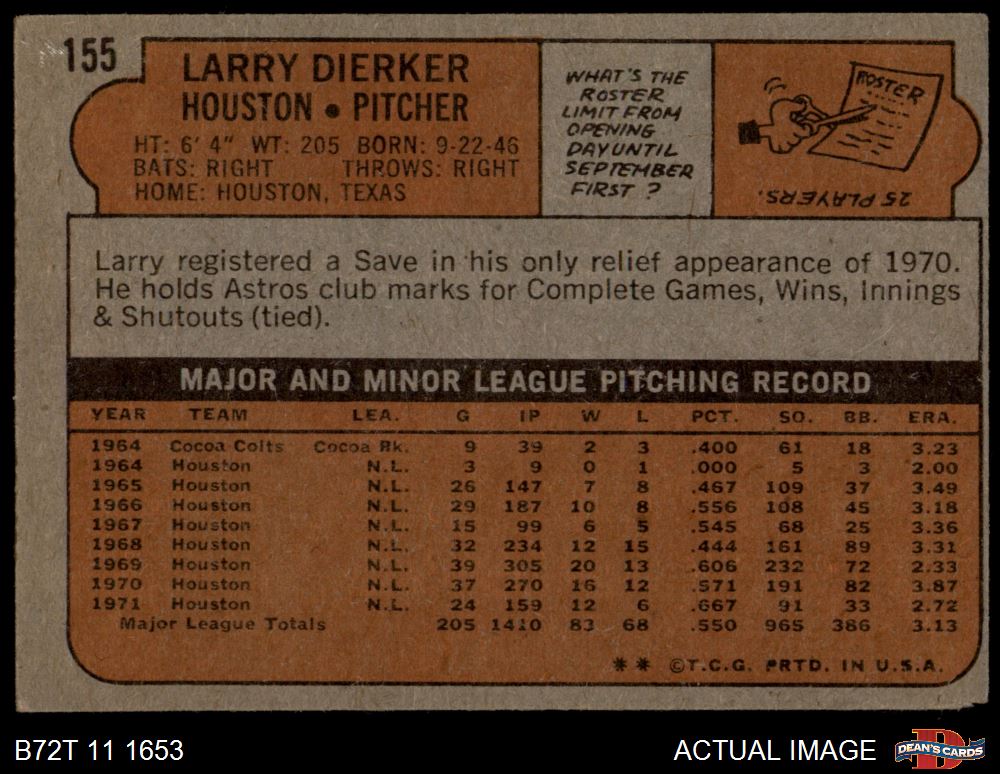 155
LARRY DIERKER
HOUSTON • PITCHER
HT: 6' 4" WT: 205 BORN: 9-22-46
BATS: RIGHT THROWS: RIGHT
HOME: HOUSTON, TEXAS
WHAT'S THE
ROSTER
LIMIT FROM
OPENING
DAY UNTIL
SEPTEMBER
FIRST ?
ROSTER
25 PLAYERS.
Larry registered a Save in his only relief appearance of 1970.
He holds Astros club marks for Complete Games, Wins, Innings
& Shutouts (tied).
MAJOR AND MINOR LEAGUE PITCHING RECORD
YEAR TEAM LEA. G IP W L PCT. SO. BB. ERA.
1964 Cocoa Colts Cocoa Rk. 9 39 2 3 .400 61 18 3.23
1964 Houston N.L. 3 9 0 1 .000 5 3 2.00
1965 Houston N.L. 26 147 7 8 .467 109 37 3.49
1966 Houston N.L. 29 187 10 8 .556 108 45 3.18
1967 Houston N.L. 15 99 6 5 .545 68 25 3.36
1968 Houston N.L. 32 234 12 15 .444 161 89 3.31
1969 Houston N.L. 39 305 20 13 .606 232 72 2.33
1970 Houston N.L. 37 270 16 12 .571 191 82 3.87
1971 Houston N.L. 24 159 12 6 .667 91 33 2.72
Major League Totals 205 1410 83 68 .550 965 386 3.13
** ©T.C.G. PRTD. IN U.S.A.
B72T 11 1653
ACTUAL IMAGE
D DEAN'S CARDS